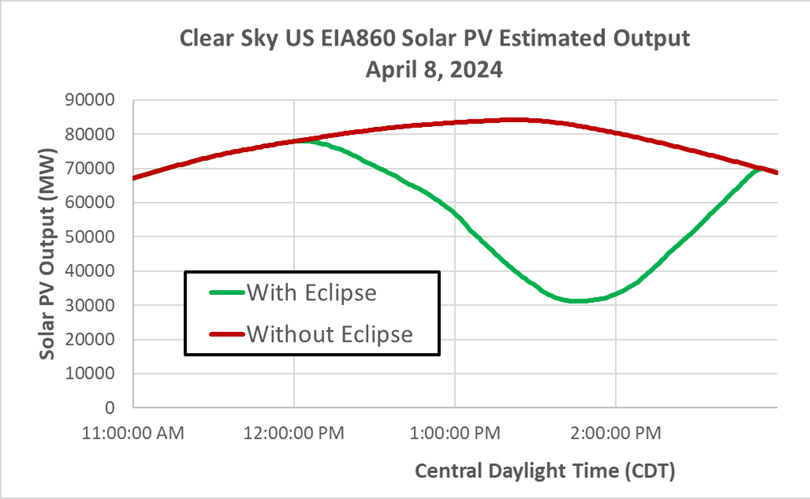 Clear Sky US EIA860 Solar PV Estimated Output
April 8, 2024
Solar PV Output (MW)
90000
80000
70000
60000
50000
40000
30000
20000
10000
0
With Eclipse
Without Eclipse
11:00:00 AM
12:00:00 PM
1:00:00 PM
2:00:00 PM
Central Daylight Time (CDT)